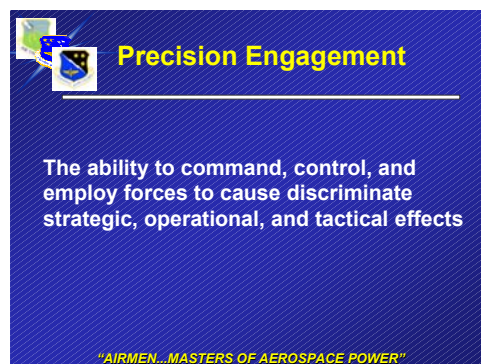 Precision Engagement
The ability to command, control, and
employ forces to cause discriminate
strategic, operational, and tactical effects
“AIRMEN...MASTERS OF AEROSPACE POWER”